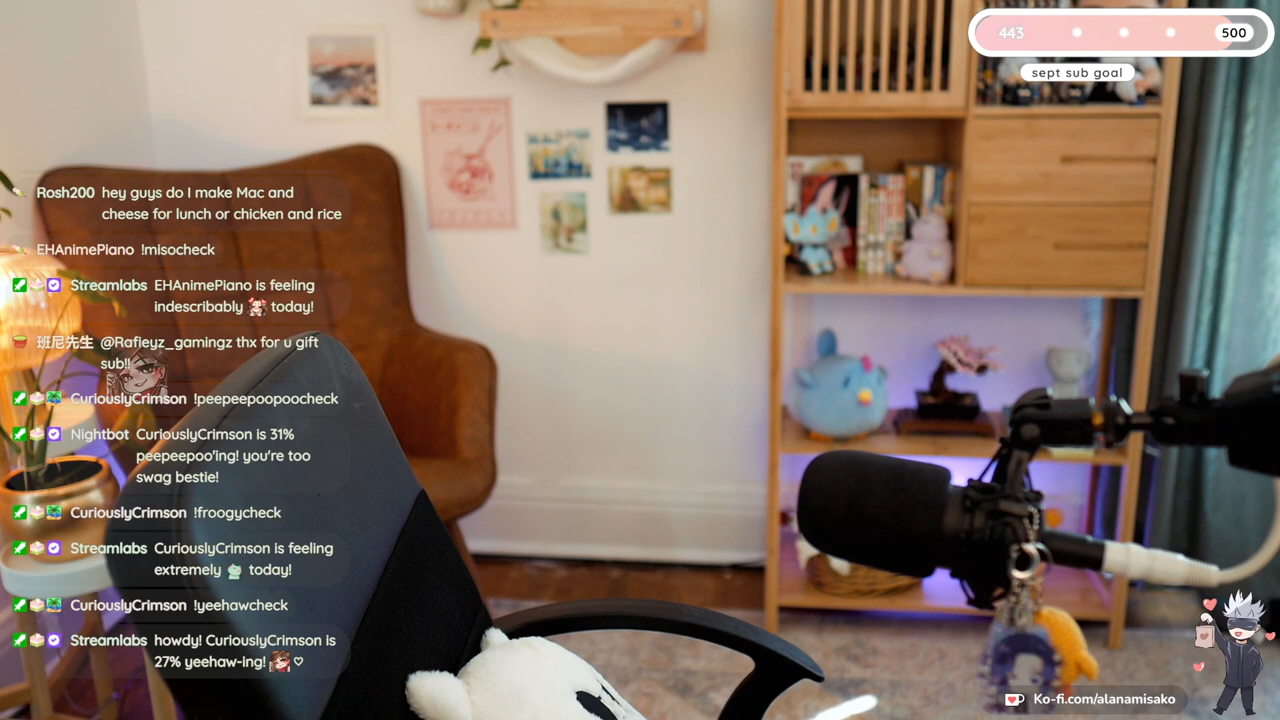 443
500
sept sub goal
Rosh200 hey guys do I make Mac and
cheese for lunch or chicken and rice
EHAnimePiano !misocheck
Streamlabs EHAnimePiano is feeling
indescribably today!
班尼先生 @Rafieyz_gamingz thx for u gift
sub!!
CuriouslyCrimson !peepeepoopoocheck
Nightbot CuriouslyCrimson is 31%
peepeepoo'ing! you're too
swag bestie!
CuriouslyCrimson !froogycheck
Streamlabs CuriouslyCrimson is feeling
extremely today!
CuriouslyCrimson !yeehawcheck
Streamlabs howdy! CuriouslyCrimson is
27% yeehaw-ing! ♡
Ko-fi.com/alanamisako